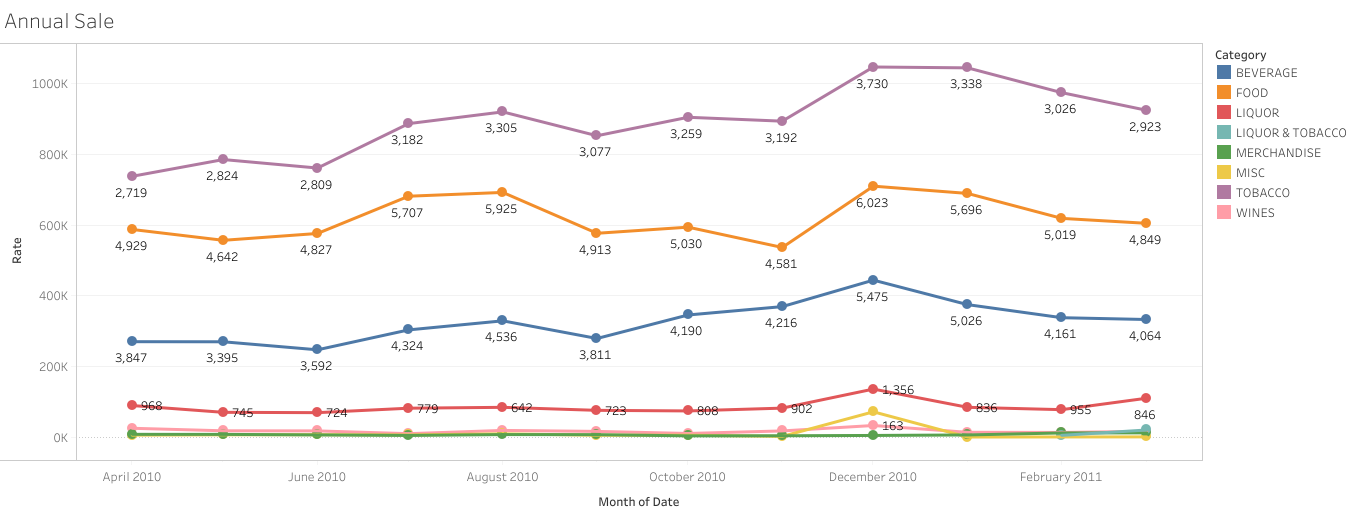 Annual Sale
Category
BEVERAGE
FOOD
LIQUOR
LIQUOR & TOBACCO
MERCHANDISE
MISC
TOBACCO
WINES
Rate
1000K
800K
600K
400K
200K
0K
2,719 2,824 2,809 3,182 3,305 3,077 3,259 3,192 3,730 3,338 3,026 2,923
4,929 4,642 4,827 5,707 5,925 4,913 5,030 4,581 6,023 5,696 5,019 4,849
3,847 3,395 3,592 4,324 4,536 3,811 4,190 4,216 5,475 5,026 4,161 4,064
968 745 724 779 642 723 808 902 1,356 836 955 846
163
April 2010 June 2010 August 2010 October 2010 December 2010 February 2011
Month of Date